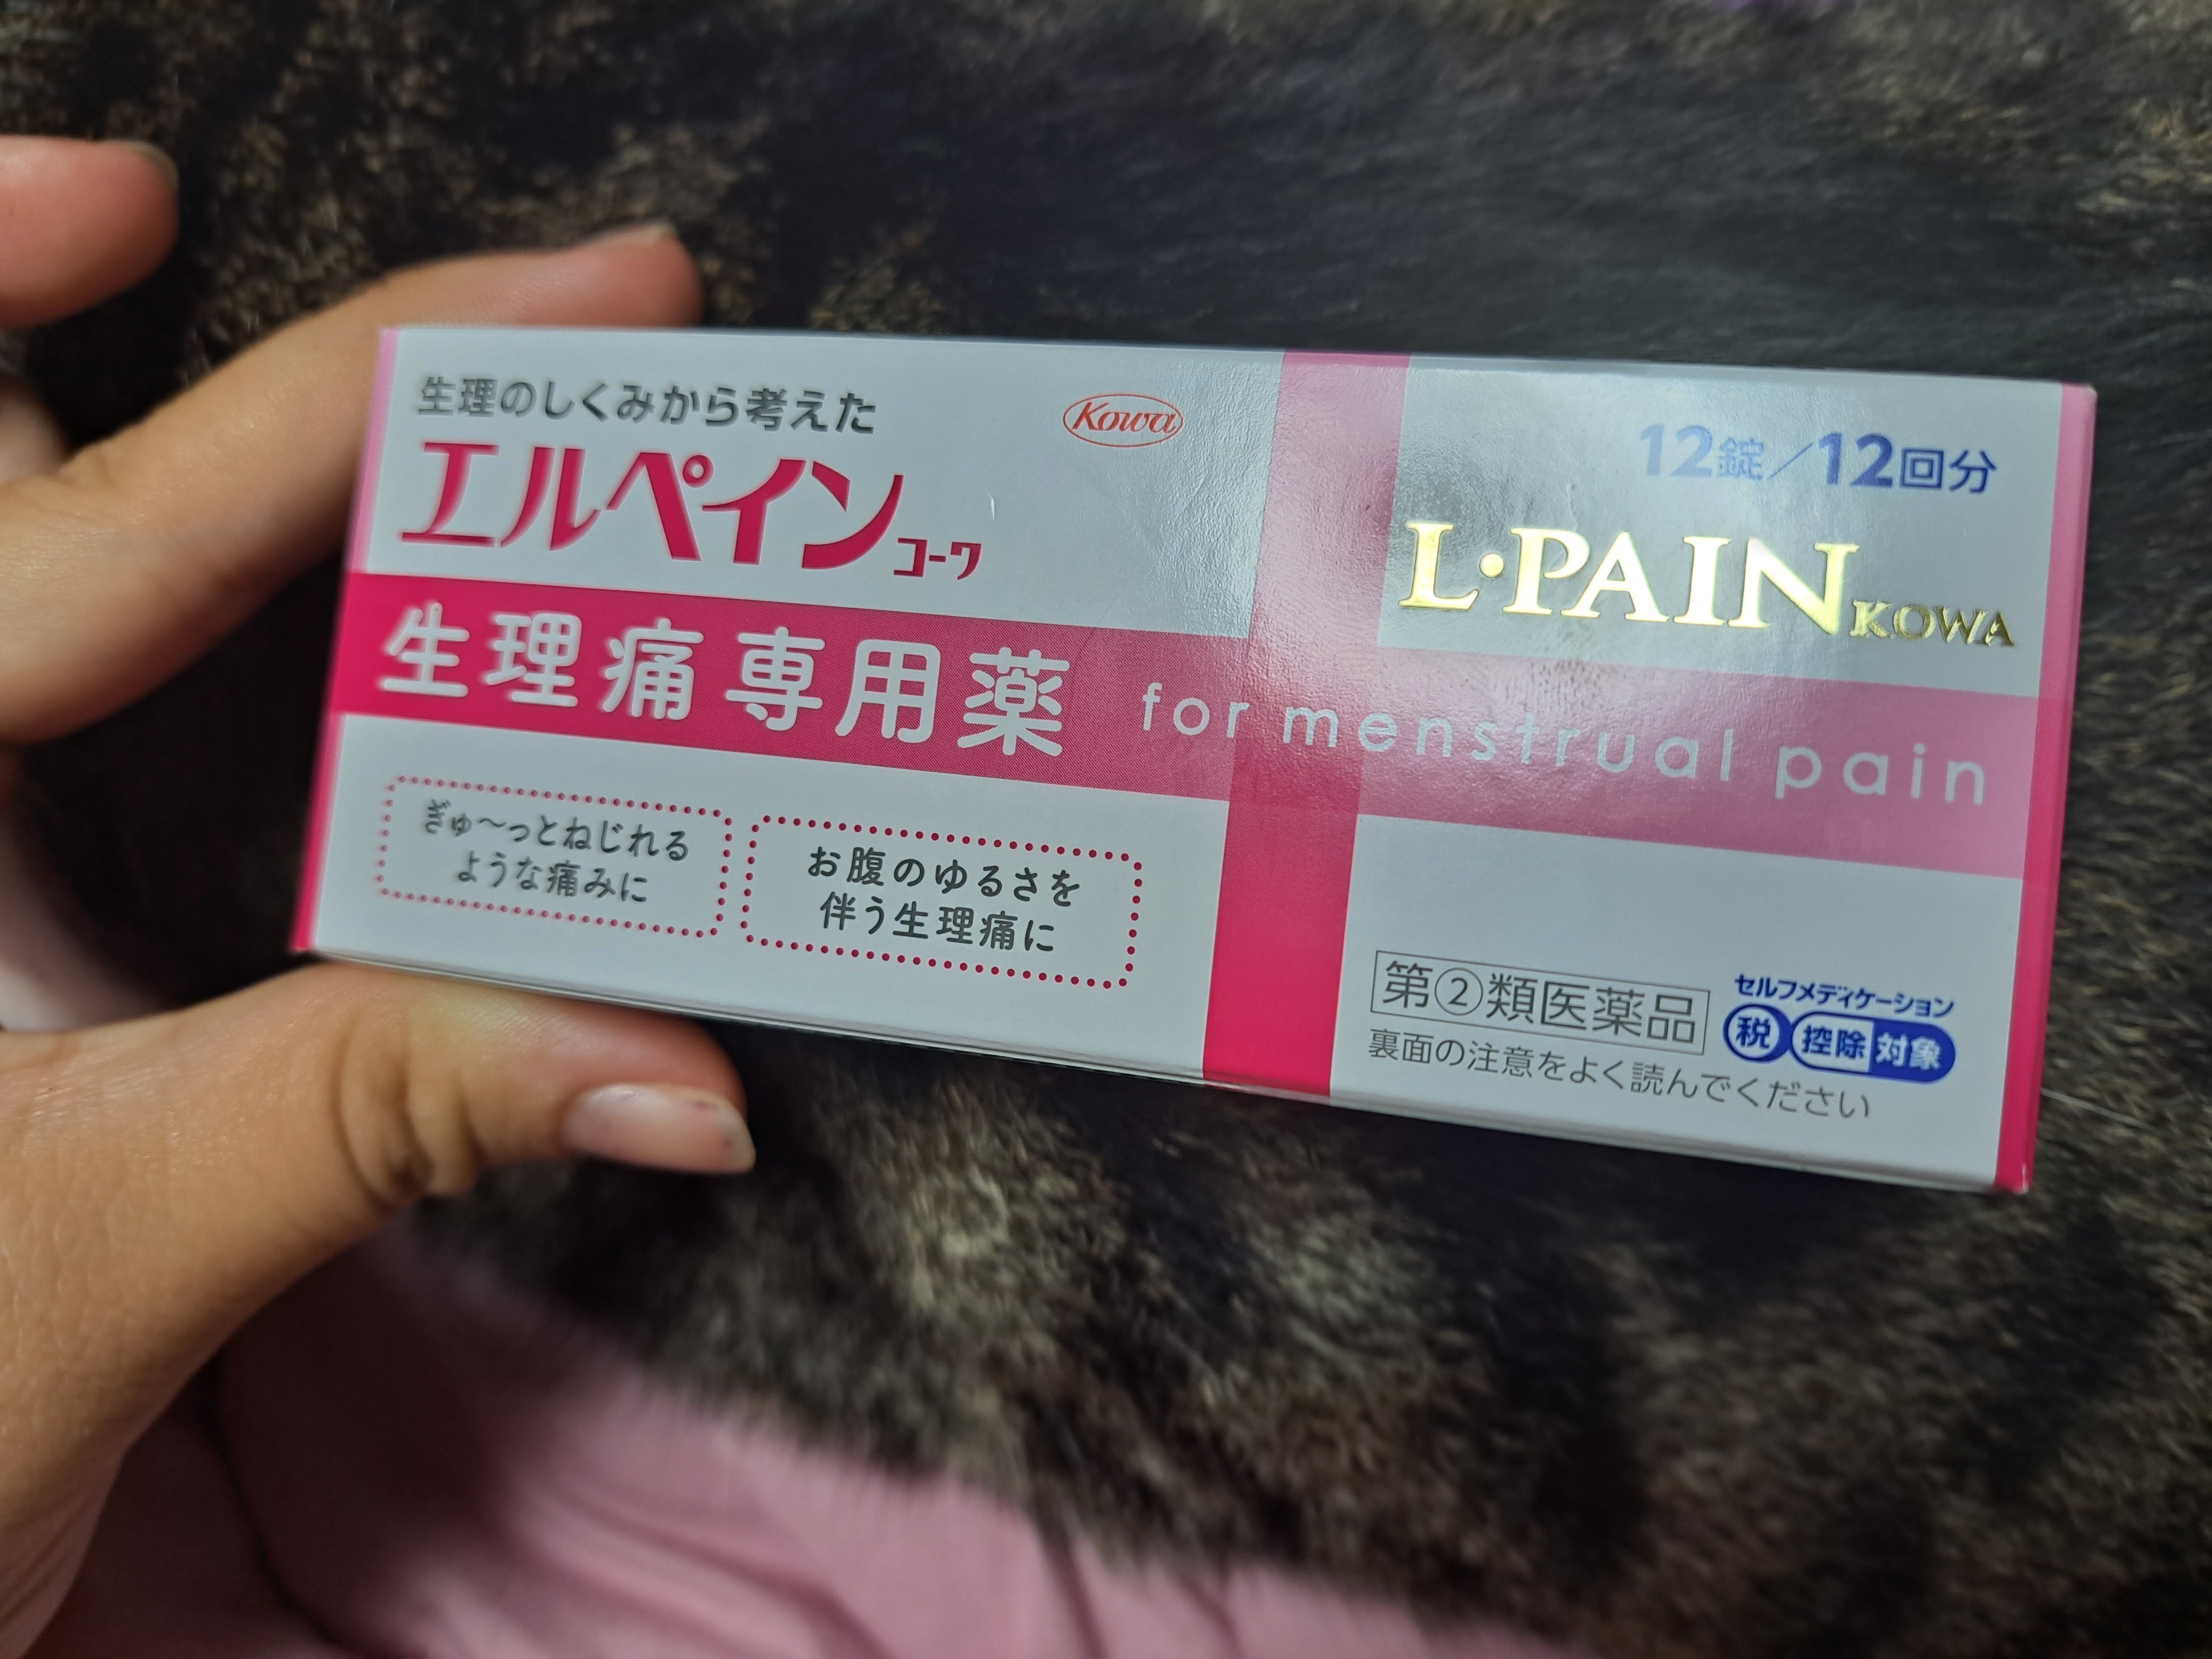 生理のしくみから考えた
Kowa
エルペインコーワ
12錠/12回分
L・PAIN KOWA
生理痛専用薬 for menstrual pain
ぎゅ〜っとねじれる
ような痛みに
お腹のゆるさを
伴う生理痛に
第②類医薬品
裏面の注意をよく読んでください
セルフメディケーション
税 控除 対象